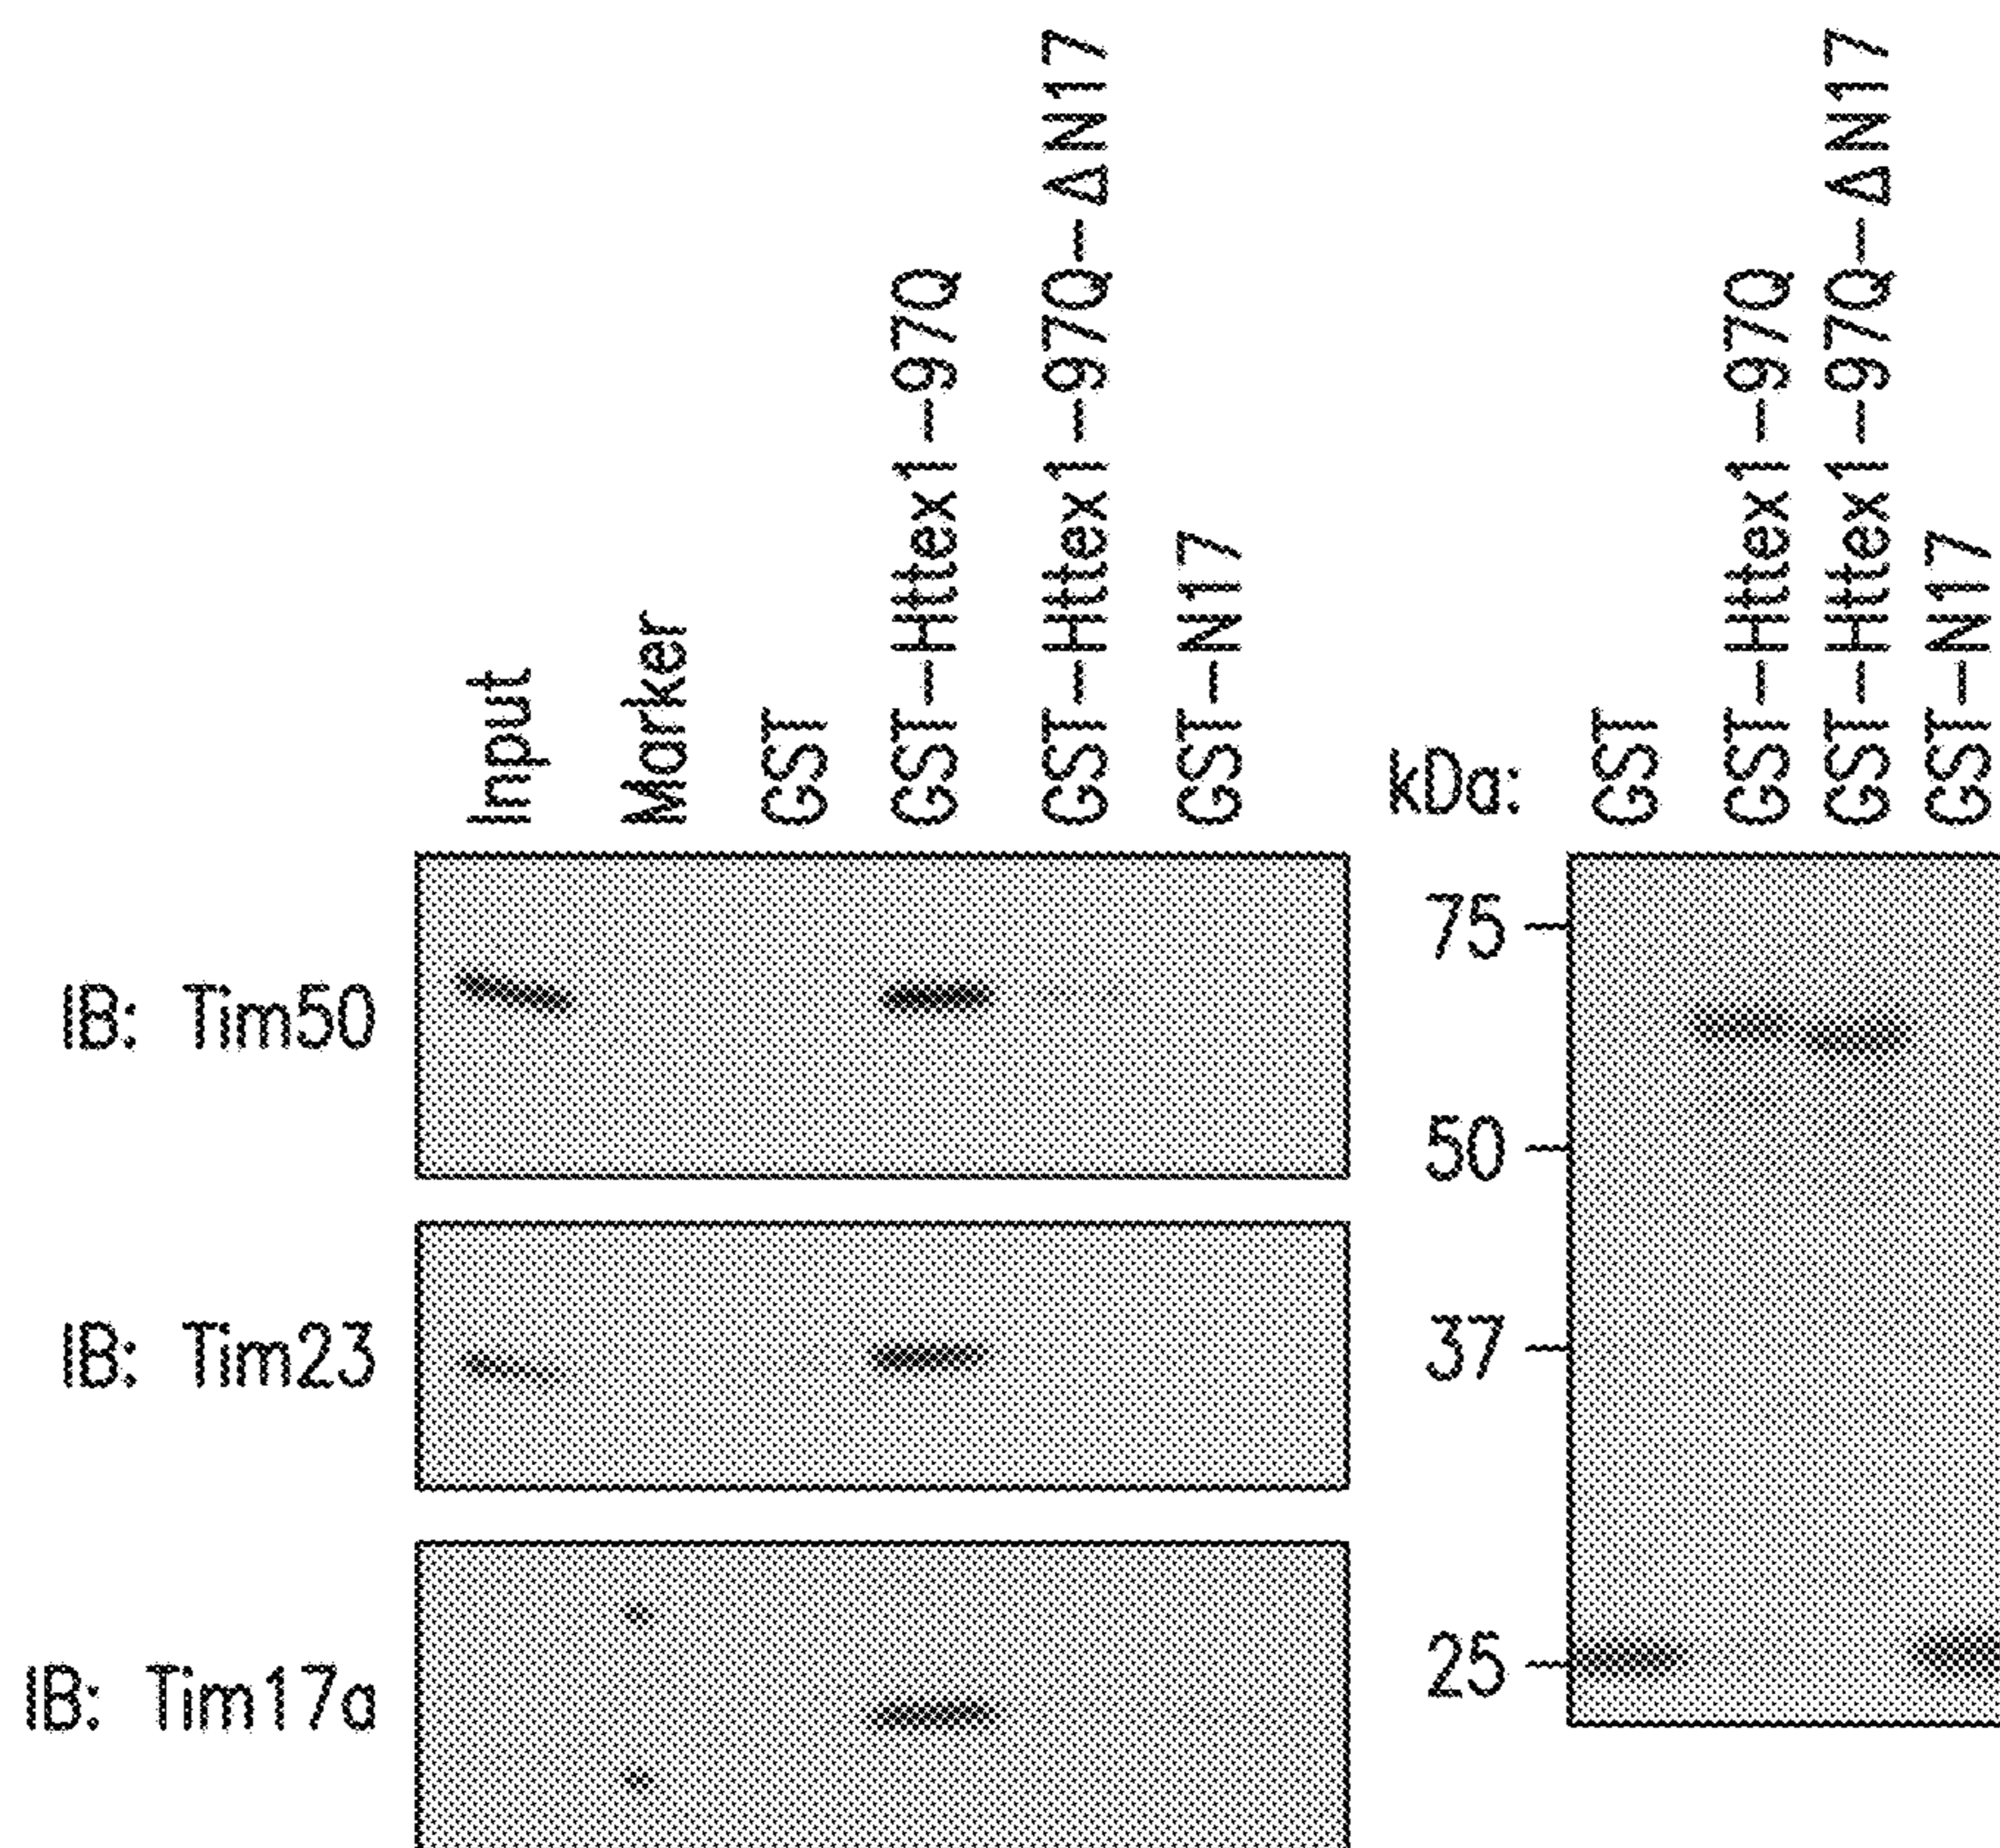 Input
Marker
GST
GST-Httex1-97Q
GST-Httex1-97Q-ΔN17
GST-N17
kDa:
GST
GST-Httex1-97Q
GST-Httex1-97Q-ΔN17
GST-N17
IB: Tim50
IB: Tim23
IB: Tim17a
75
50
37
25